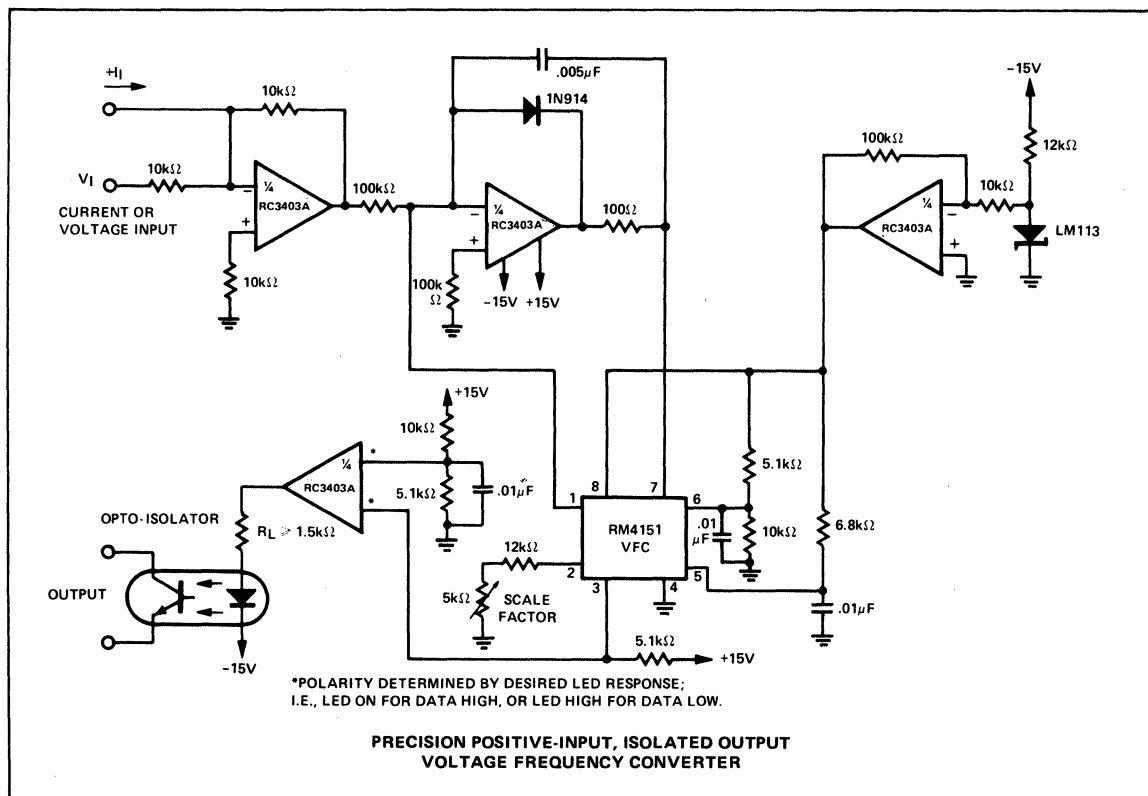 +I_I
10kΩ
V_I
10kΩ
CURRENT OR
VOLTAGE INPUT
¼
RC3403A
−
+
10kΩ
100kΩ
.005μF
1N914
¼
RC3403A
−
+
100k
Ω
−15V
+15V
100Ω
−15V
12kΩ
100kΩ
10kΩ
¼
RC3403A
−
+
LM113
+15V
10kΩ
*
¼
RC3403A
*
5.1kΩ
.01μF
OPTO-ISOLATOR
R_L ≥ 1.5kΩ
OUTPUT
−15V
12kΩ
5kΩ
SCALE
FACTOR
8
7
1
6
RM4151
VFC
2
5
3
4
5.1kΩ
.01
μF
10kΩ
6.8kΩ
.01μF
5.1kΩ
+15V
*POLARITY DETERMINED BY DESIRED LED RESPONSE;
I.E., LED ON FOR DATA HIGH, OR LED HIGH FOR DATA LOW.
PRECISION POSITIVE-INPUT, ISOLATED OUTPUT
VOLTAGE FREQUENCY CONVERTER